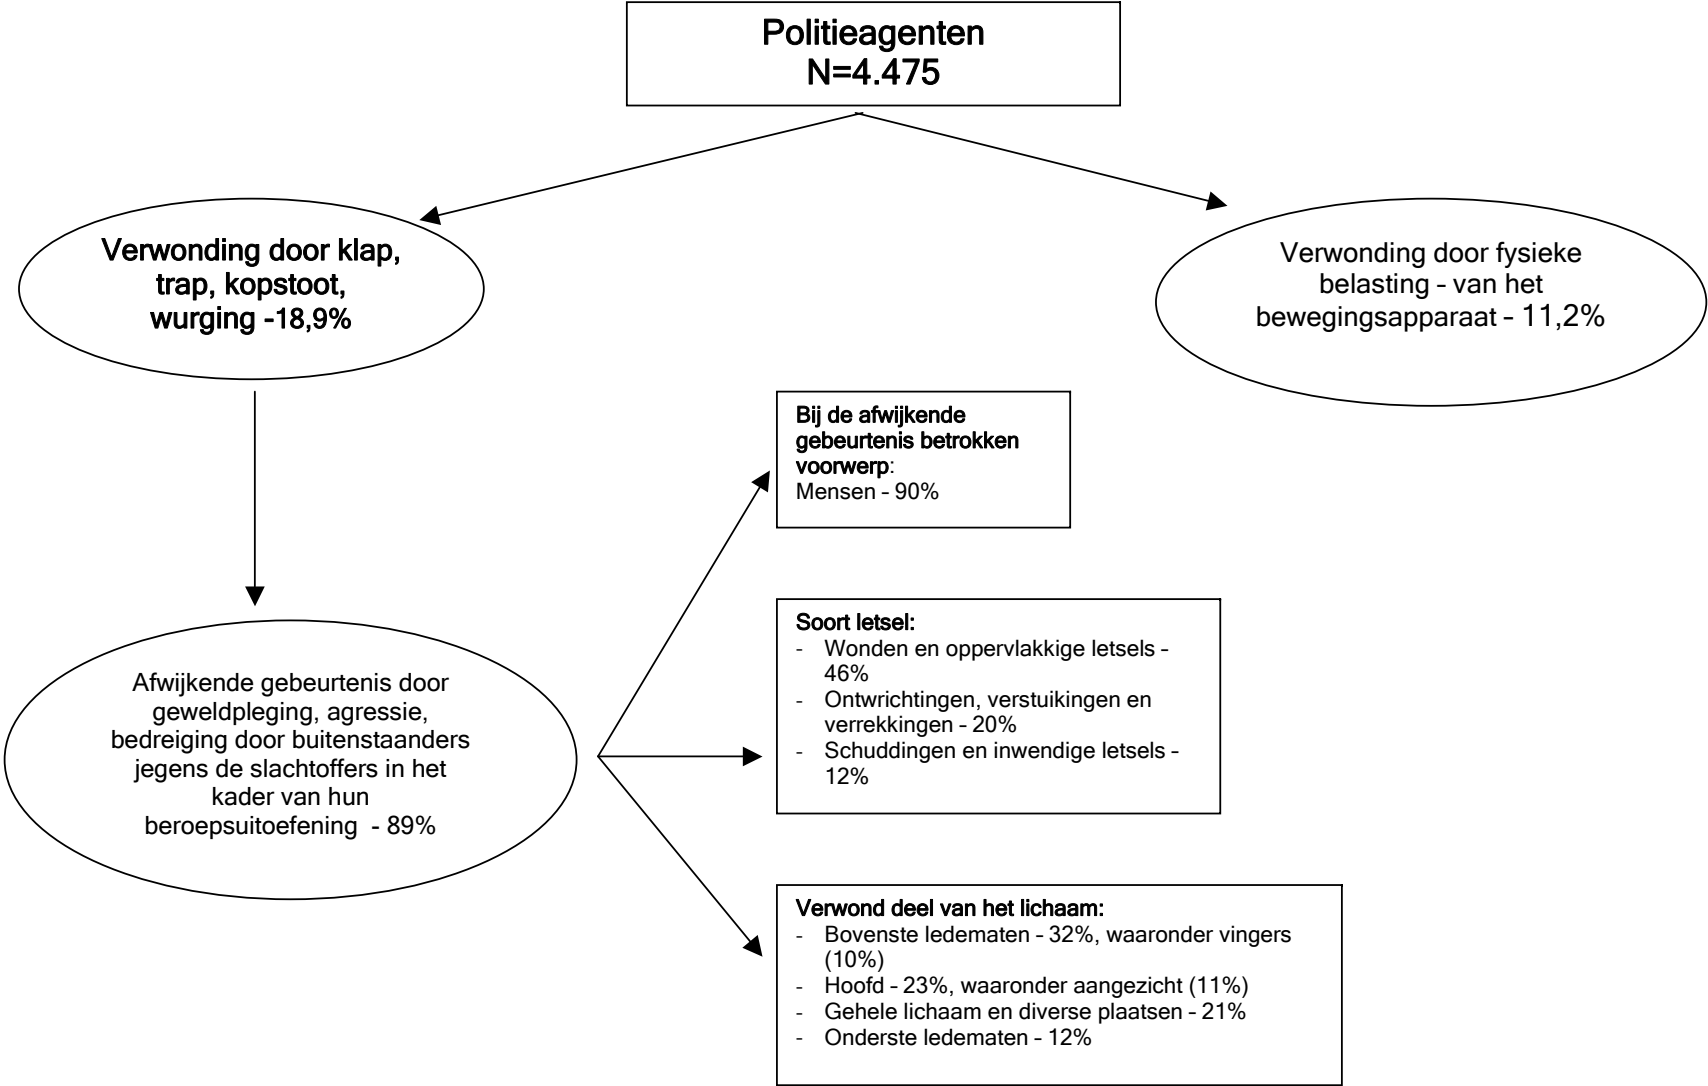 Politieagenten
N=4.475
Verwonding door klap,
trap, kopstoot,
wurging -18,9%
Verwonding door fysieke
belasting – van het
bewegingsapparaat – 11,2%
Bij de afwijkende
gebeurtenis betrokken
voorwerp:
Mensen – 90%
Afwijkende gebeurtenis door
geweldpleging, agressie,
bedreiging door buitenstaanders
jegens de slachtoffers in het
kader van hun
beroepsuitoefening - 89%
Soort letsel:
- Wonden en oppervlakkige letsels –
46%
- Ontwrichtingen, verstuikingen en
verrekkingen – 20%
- Schuddingen en inwendige letsels –
12%
Verwond deel van het lichaam:
- Bovenste ledematen – 32%, waaronder vingers
(10%)
- Hoofd – 23%, waaronder aangezicht (11%)
- Gehele lichaam en diverse plaatsen – 21%
- Onderste ledematen – 12%